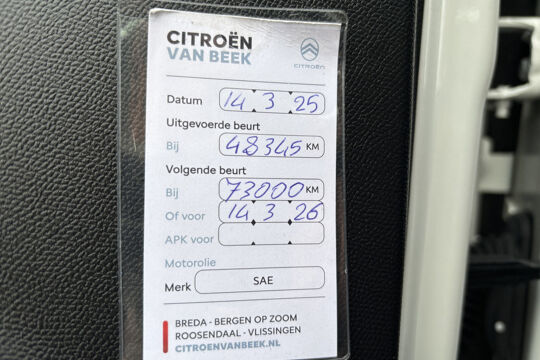 CITROËN
VAN BEEK
CITROËN
Datum 14 3 25
Uitgevoerde beurt
Bij 48345 KM
Volgende beurt
Bij 73000 KM
Of voor 14 3 26
APK voor
Motorolie
Merk SAE
BREDA - BERGEN OP ZOOM
ROOSENDAAL - VLISSINGEN
CITROENVANBEEK.NL